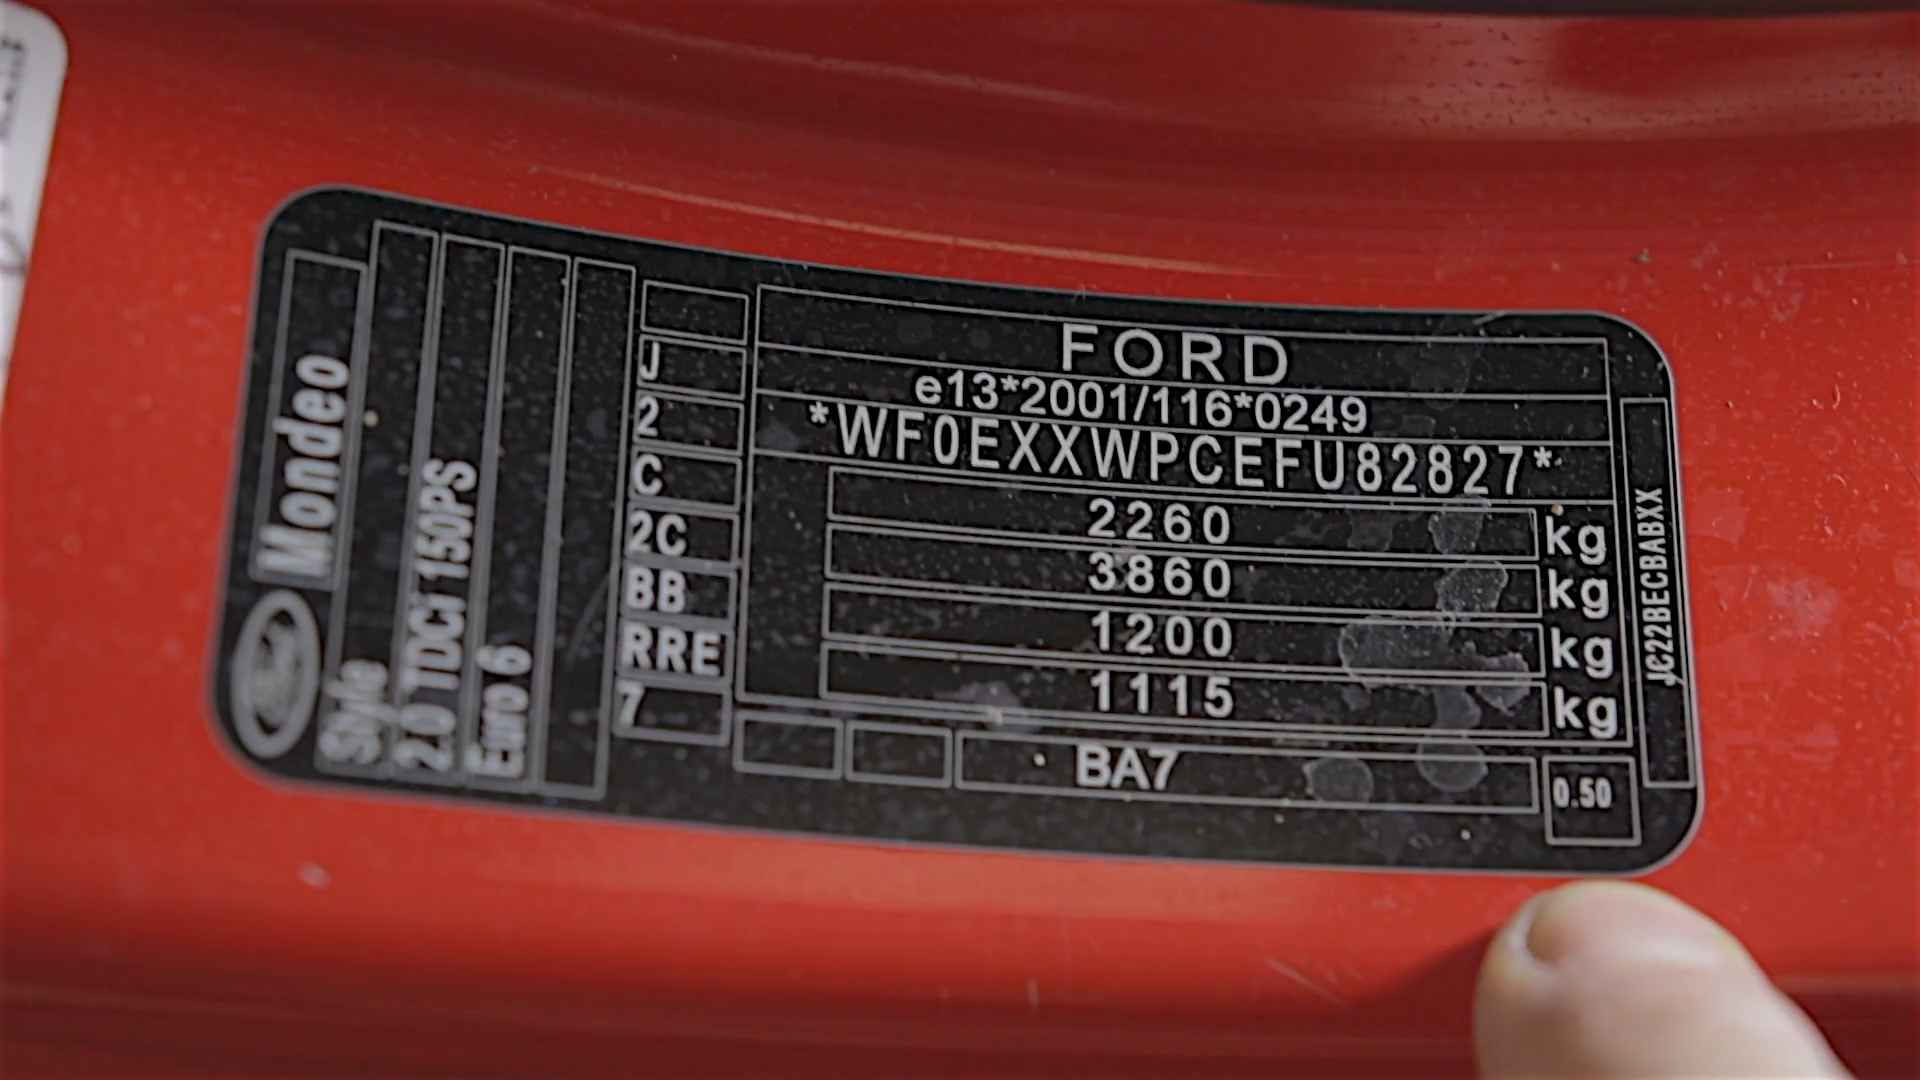 Mondeo
Style
2.0 TDCi 150PS
Euro 6
J
2
C
2C
BB
RRE
7
FORD
e13*2001/116*0249
*WF0EXXWPCEFU82827*
2260 kg
3860 kg
1200 kg
1115 kg
BA7
0.50
JC22BECBABXX